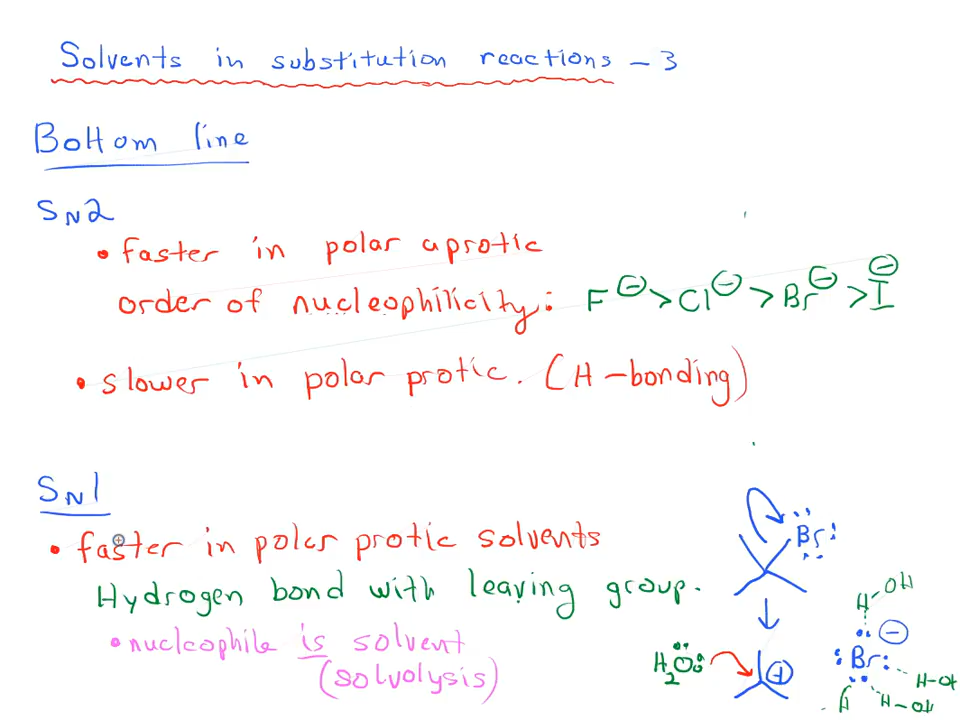 Solvents in substitution reactions - 3
Bottom line
SN2
• faster in polar aprotic
order of nucleophilicity: F⊖ > Cl⊖ > Br⊖ > I⊖
• slower in polar protic. (H-bonding)
SN1
• faster in polar protic solvents
Hydrogen bond with leaving group.
• nucleophile is solvent
(solvolysis)
Br
H-OH
H2O
+
Br ⊖
H-OH
H-OH
H